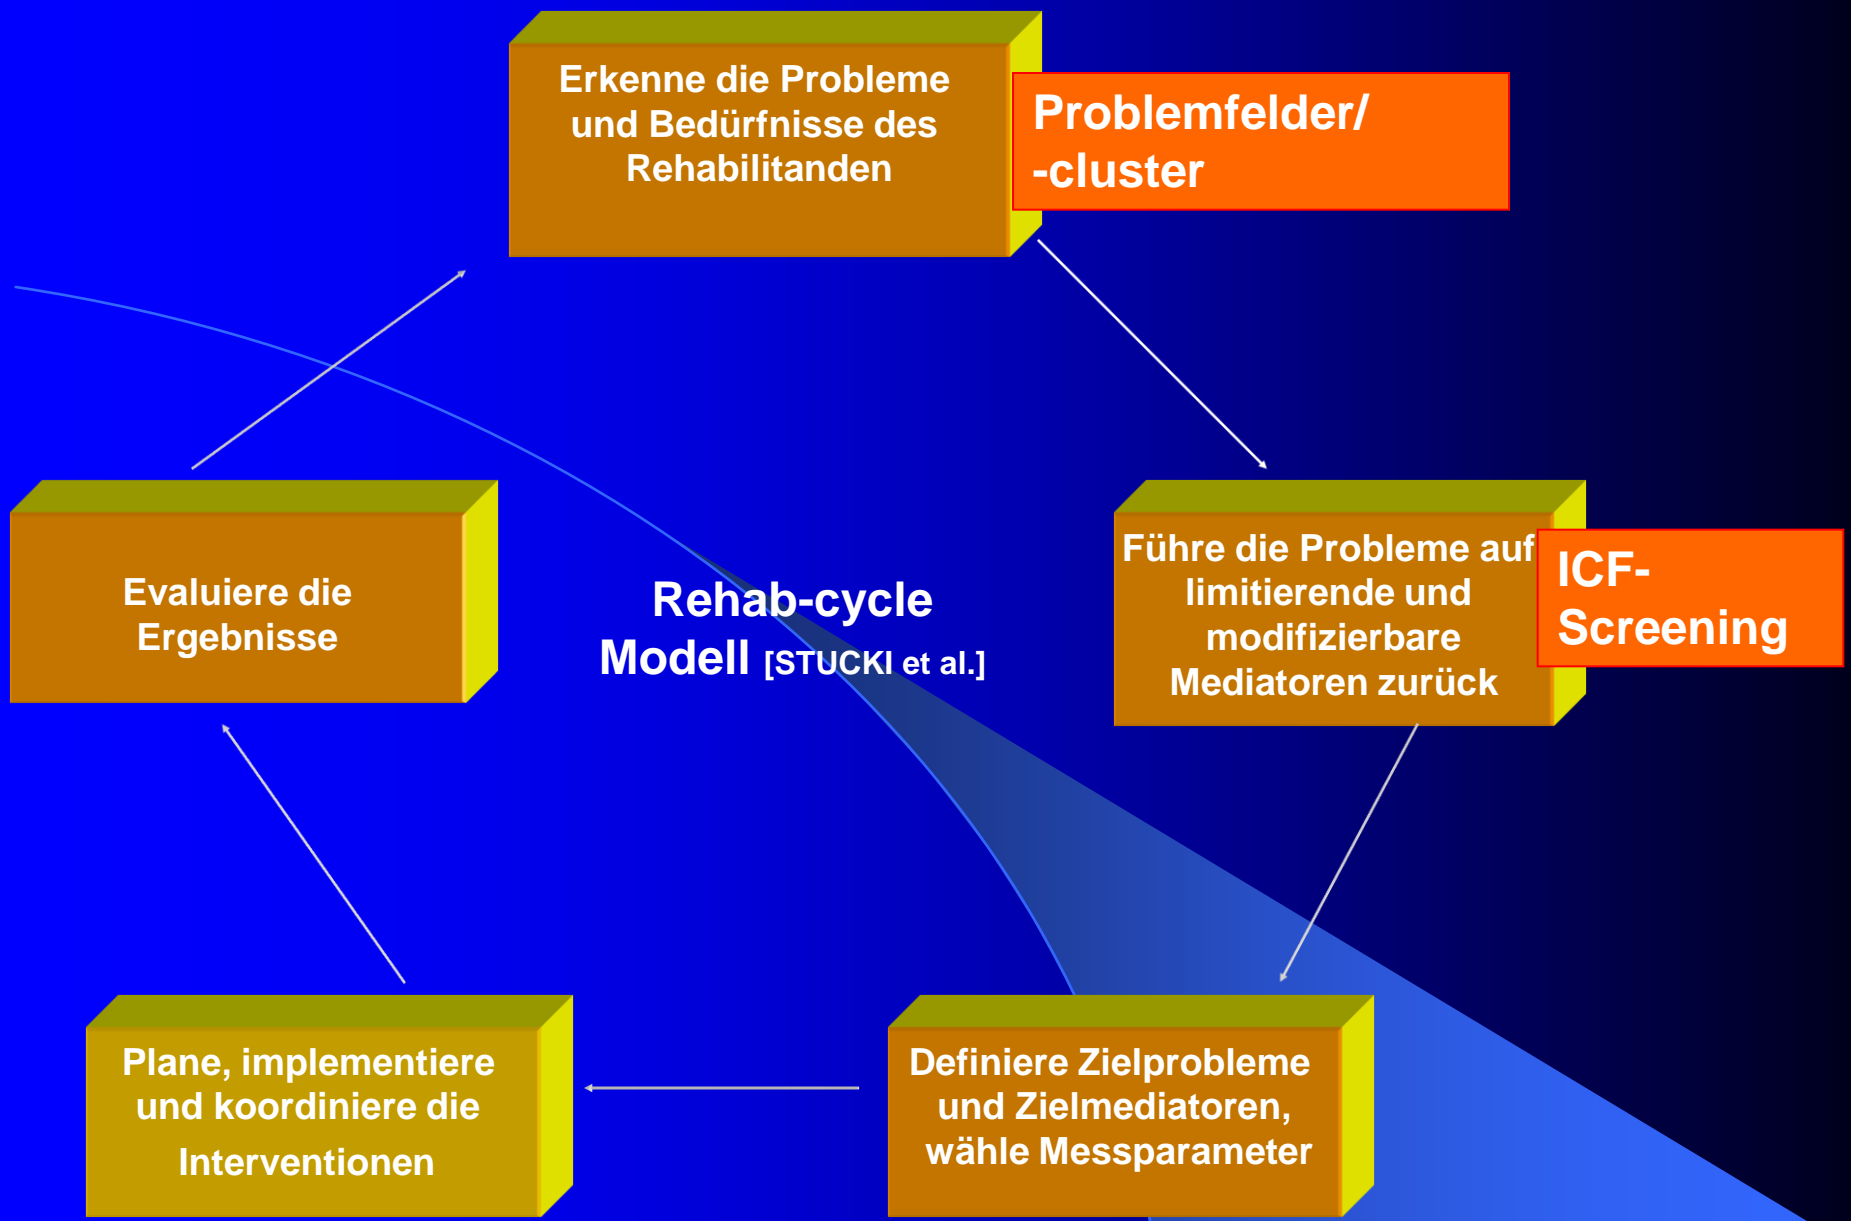 Erkenne die Probleme
und Bedürfnisse des
Rehabilitanden
Problemfelder/
-cluster
Führe die Probleme auf
limitierende und
modifizierbare
Mediatoren zurück
ICF-
Screening
Evaluiere die
Ergebnisse
Rehab-cycle
Modell [STUCKI et al.]
Plane, implementiere
und koordiniere die
Interventionen
Definiere Zielprobleme
und Zielmediatoren,
wähle Messparameter